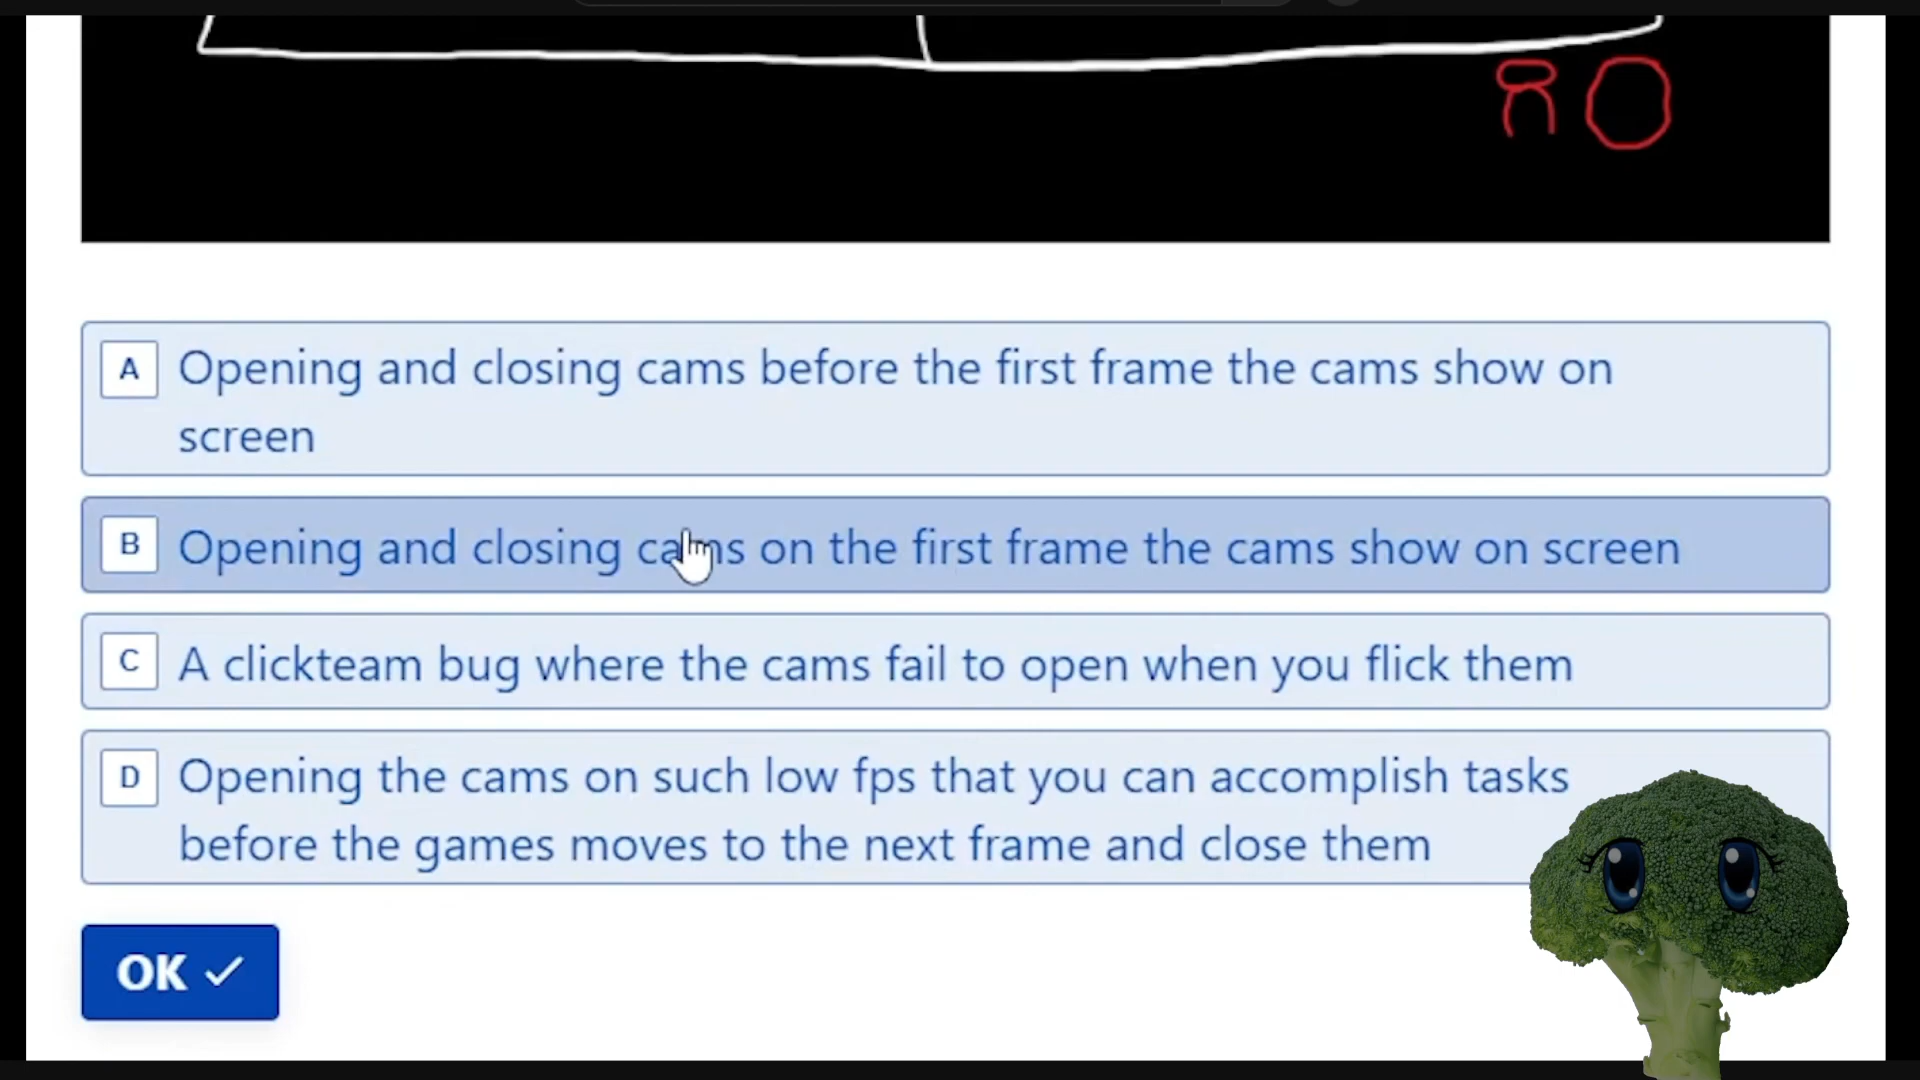 A Opening and closing cams before the first frame the cams show on
screen
B Opening and closing cams on the first frame the cams show on screen
C A clickteam bug where the cams fail to open when you flick them
D Opening the cams on such low fps that you can accomplish tasks
before the games moves to the next frame and close them
OK